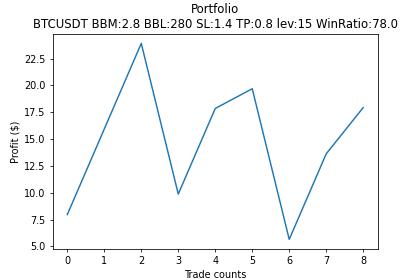 Portfolio
BTCUSDT BBM:2.8 BBL:280 SL:1.4 TP:0.8 lev:15 WinRatio:78.0
22.5
20.0
17.5
15.0
12.5
10.0
7.5
5.0
Profit ($)
0 1 2 3 4 5 6 7 8
Trade counts